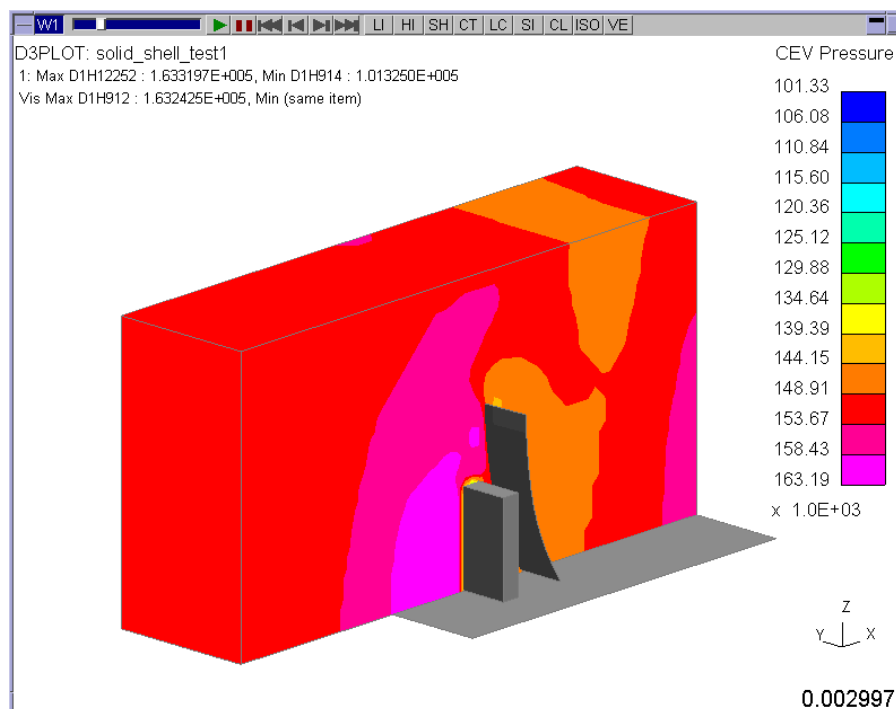 W1 LI HI SH CT LC SI CL ISO VE
D3PLOT: solid_shell_test1
1: Max D1H12252 : 1.633197E+005, Min D1H914 : 1.013250E+005
Vis Max D1H912 : 1.632425E+005, Min (same item)
CEV Pressure
101.33
106.08
110.84
115.60
120.36
125.12
129.88
134.64
139.39
144.15
148.91
153.67
158.43
163.19
x 1.0E+03
Z
Y X
0.002997